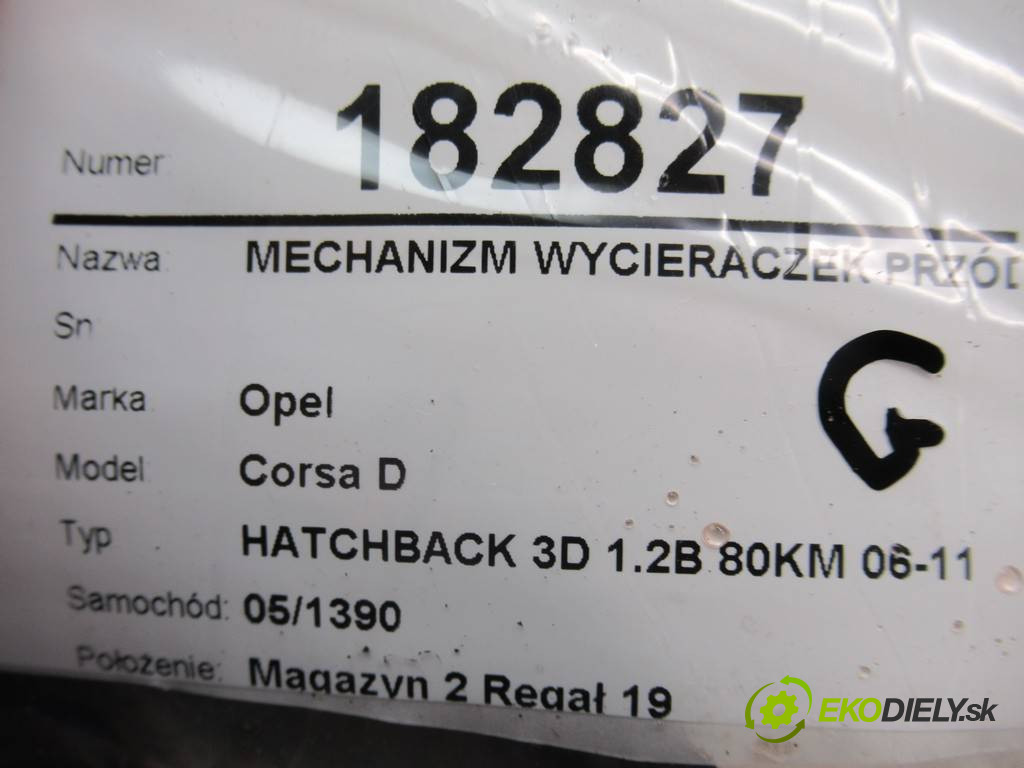 Numer: 182827
Nazwa: MECHANIZM WYCIERACZEK PRZÓD
Sn
Marka Opel
Model Corsa D
Typ HATCHBACK 3D 1.2B 80KM 06-11
Samochód: 05/1390
Położenie: Magazyn 2 Regał 19
G
EKODIELY.sk